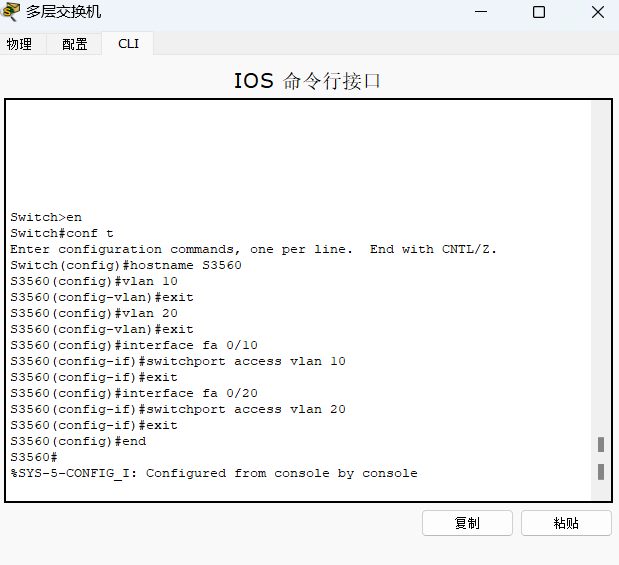 多层交换机
物理 配置 CLI
IOS 命令行接口
Switch>en
Switch#conf t
Enter configuration commands, one per line.  End with CNTL/Z.
Switch(config)#hostname S3560
S3560(config)#vlan 10
S3560(config-vlan)#exit
S3560(config)#vlan 20
S3560(config-vlan)#exit
S3560(config)#interface fa 0/10
S3560(config-if)#switchport access vlan 10
S3560(config-if)#exit
S3560(config)#interface fa 0/20
S3560(config-if)#switchport access vlan 20
S3560(config-if)#exit
S3560(config)#end
S3560#
%SYS-5-CONFIG_I: Configured from console by console
复制 粘贴